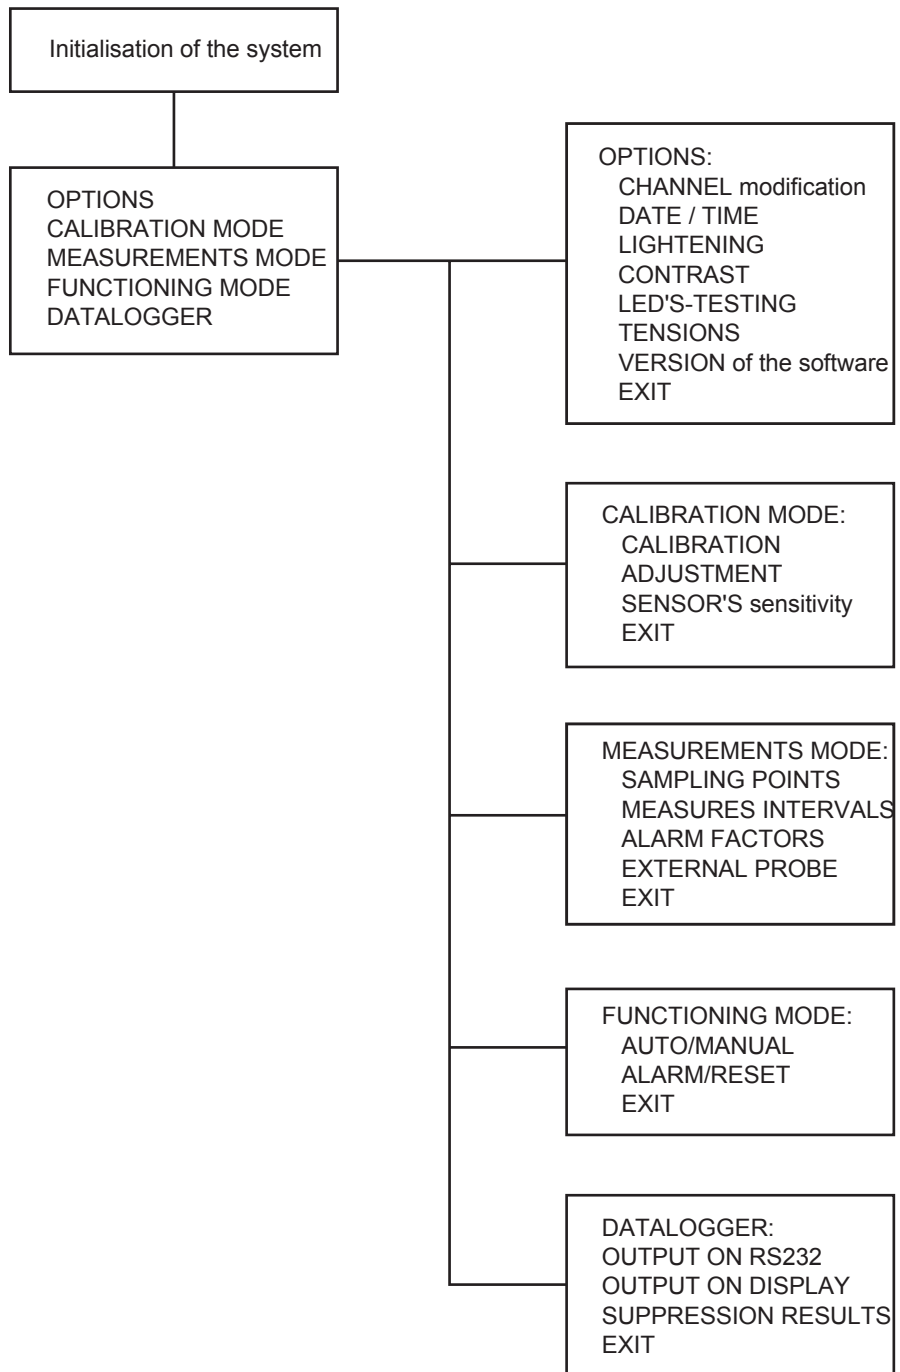 Initialisation of the system
OPTIONS
CALIBRATION MODE
MEASUREMENTS MODE
FUNCTIONING MODE
DATALOGGER
OPTIONS:
CHANNEL modification
DATE / TIME
LIGHTENING
CONTRAST
LED'S-TESTING
TENSIONS
VERSION of the software
EXIT
CALIBRATION MODE:
CALIBRATION
ADJUSTMENT
SENSOR'S sensitivity
EXIT
MEASUREMENTS MODE:
SAMPLING POINTS
MEASURES INTERVALS
ALARM FACTORS
EXTERNAL PROBE
EXIT
FUNCTIONING MODE:
AUTO/MANUAL
ALARM/RESET
EXIT
DATALOGGER:
OUTPUT ON RS232
OUTPUT ON DISPLAY
SUPPRESSION RESULTS
EXIT